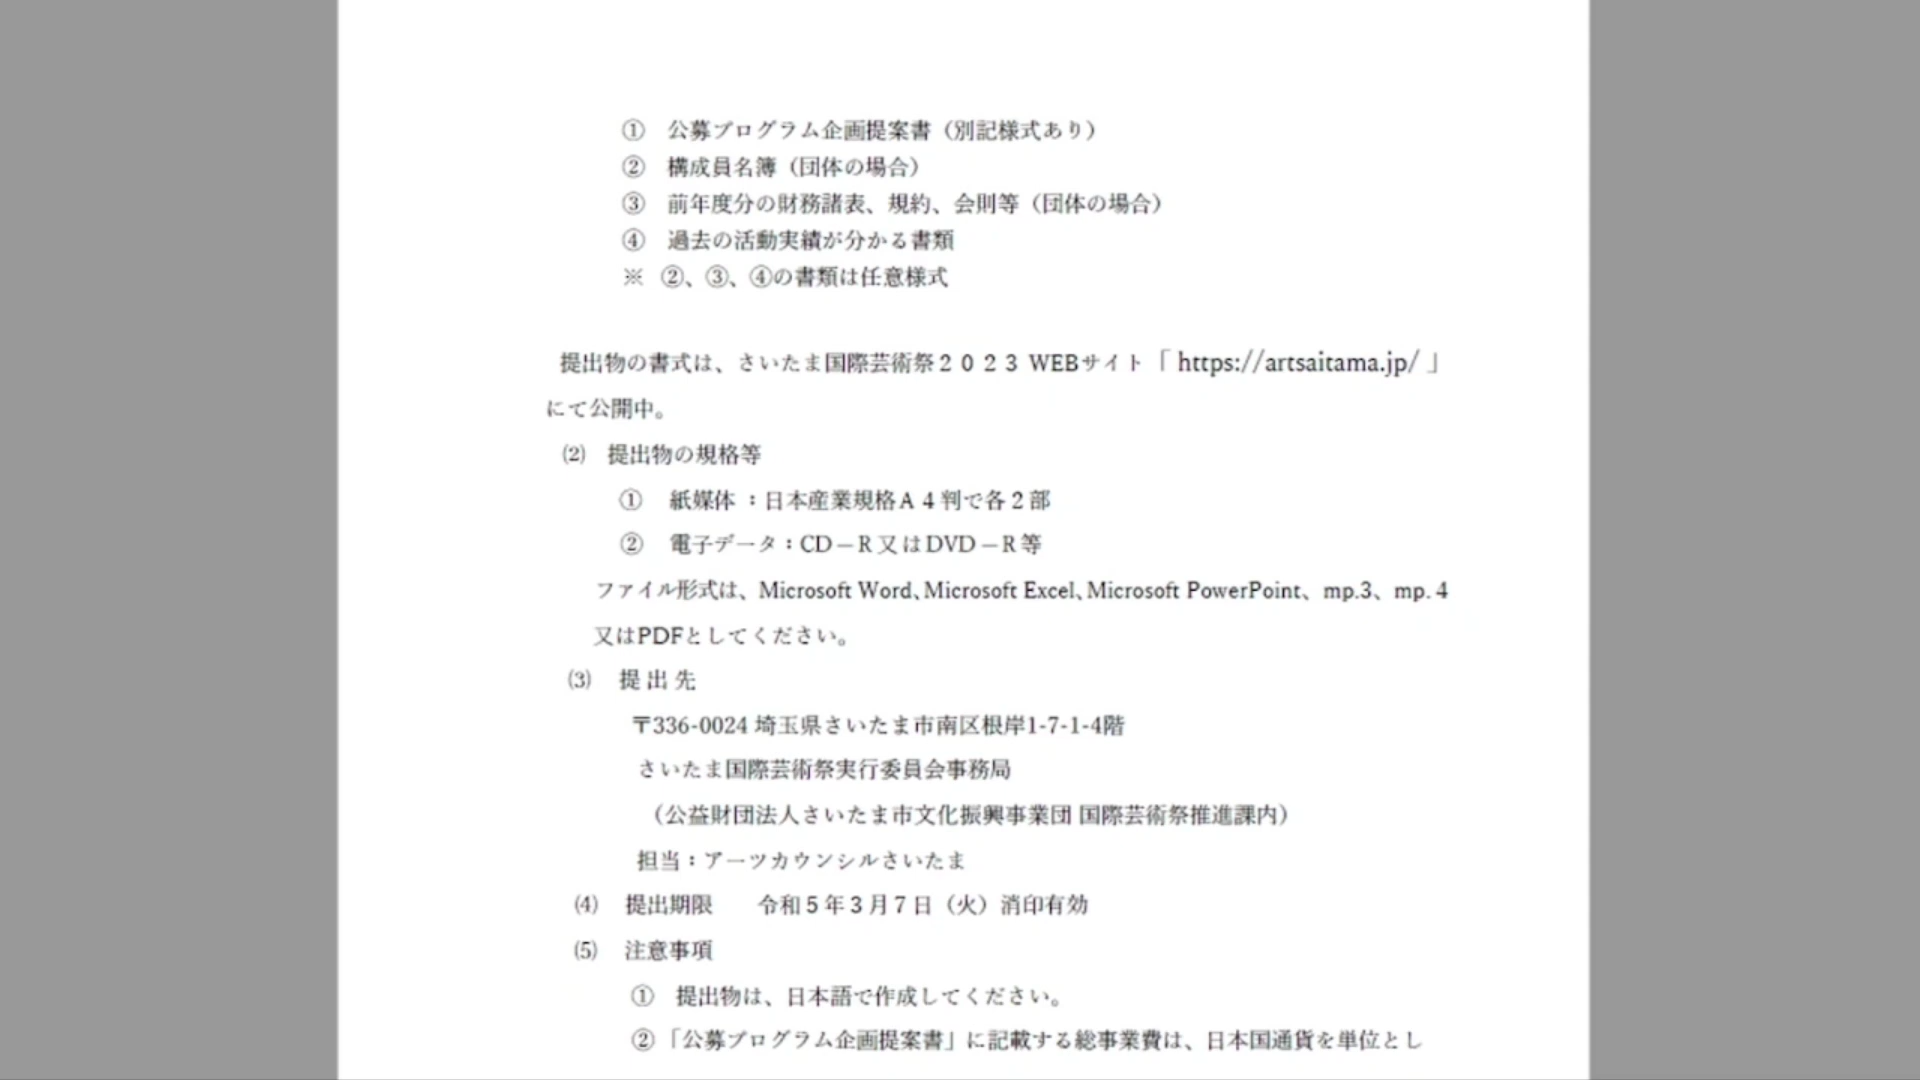 ① 公募プログラム企画提案書（別記様式あり）
② 構成員名簿（団体の場合）
③ 前年度分の財務諸表、規約、会則等（団体の場合）
④ 過去の活動実績が分かる書類
※ ②、③、④の書類は任意様式
提出物の書式は、さいたま国際芸術祭２０２３ WEBサイト「 https://artsaitama.jp/ 」
にて公開中。
⑵ 提出物の規格等
① 紙媒体 ：日本産業規格Ａ４判で各２部
② 電子データ：CD－R 又は DVD－R 等
ファイル形式は、Microsoft Word、Microsoft Excel、Microsoft PowerPoint、mp.3、mp.４
又はPDFとしてください。
⑶ 提 出 先
〒336-0024 埼玉県さいたま市南区根岸1-7-1-4階
さいたま国際芸術祭実行委員会事務局
（公益財団法人さいたま市文化振興事業団 国際芸術祭推進課内）
担当：アーツカウンシルさいたま
⑷ 提出期限 令和５年３月７日（火）消印有効
⑸ 注意事項
① 提出物は、日本語で作成してください。
②「公募プログラム企画提案書」に記載する総事業費は、日本国通貨を単位とし